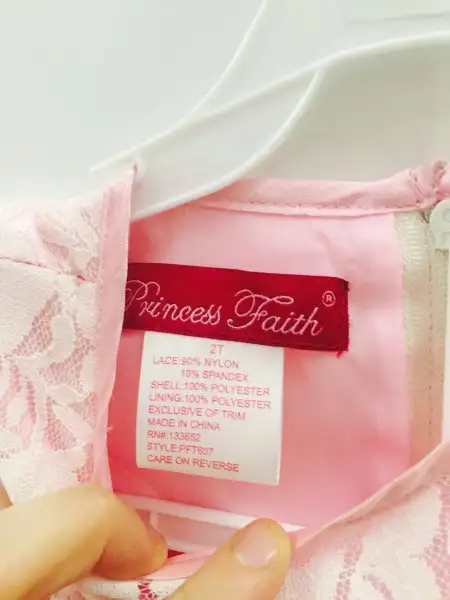 Princess Faith ®
2T
LACE:90% NYLON
10% SPANDEX
SHELL:100% POLYESTER
LINING:100% POLYESTER
EXCLUSIVE OF TRIM
MADE IN CHINA
RN#:133652
STYLE:PFT607
CARE ON REVERSE